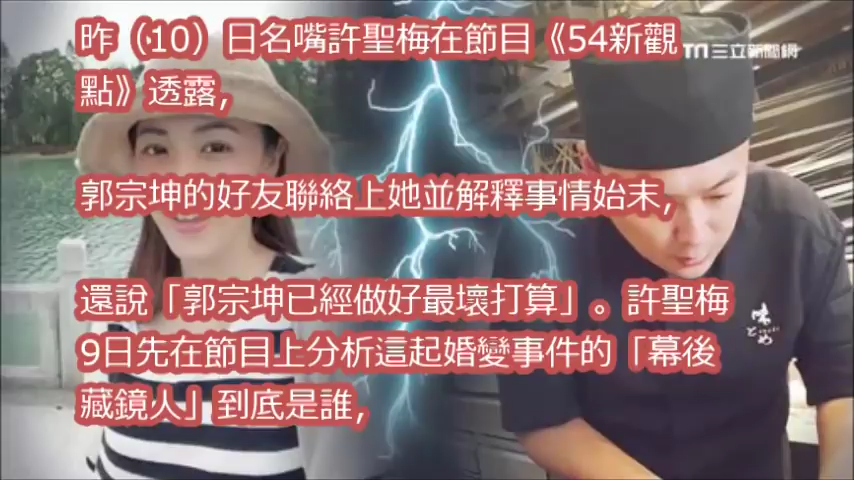 昨（10）日名嘴許聖梅在節目《54新觀
點》透露，
郭宗坤的好友聯絡上她並解釋事情始末，
還說「郭宗坤已經做好最壞打算」。許聖梅
9日先在節目上分析這起婚變事件的「幕後
藏鏡人」到底是誰，
三立新聞網
味
とめ